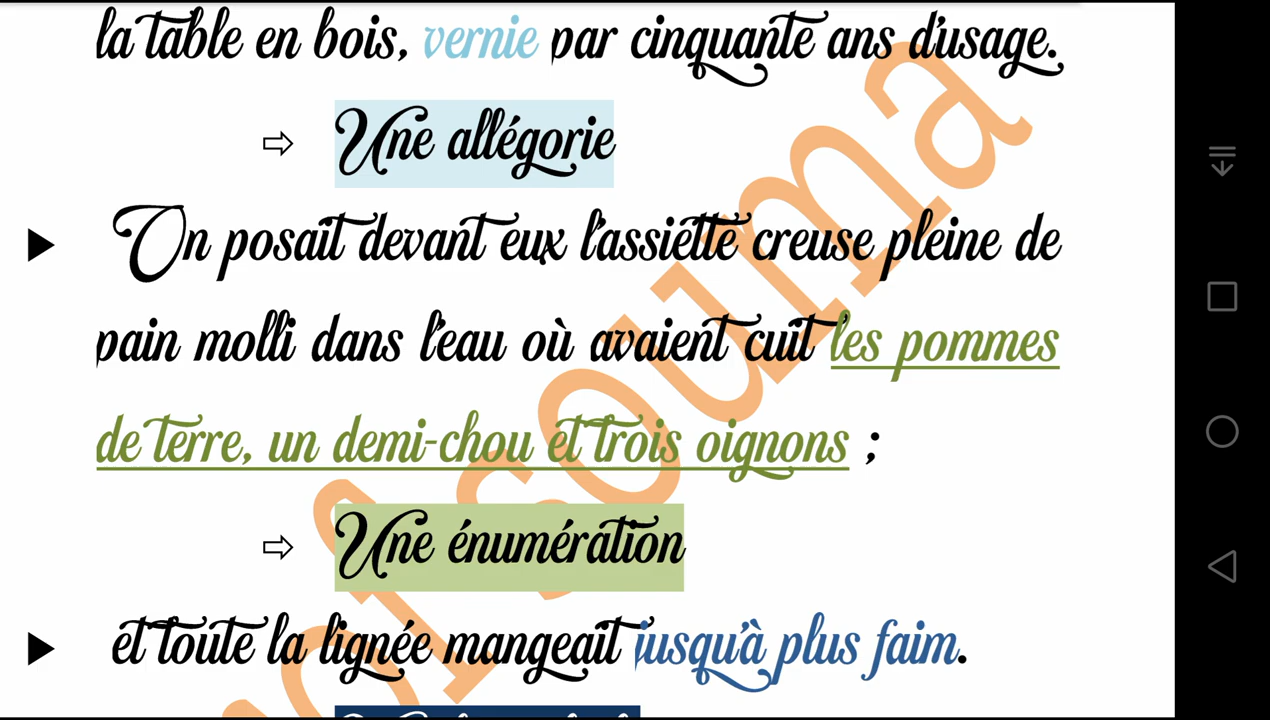 la table en bois, vernie par cinquante ans d'usage.
⇨ Une allégorie
▶ On posait devant eux l'assiette creuse pleine de
pain molli dans l'eau où avaient cuit les pommes
de terre, un demi-chou et trois oignons ;
⇨ Une énumération
▶ et toute la lignée mangeait jusqu'à plus faim.